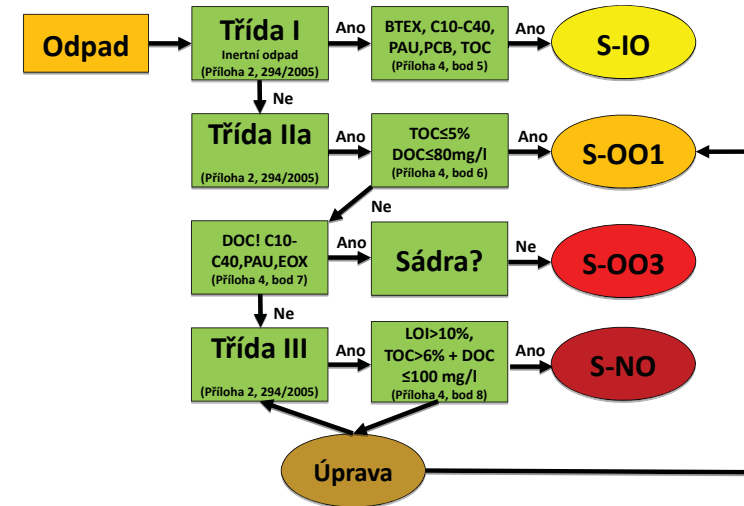 Odpad
Třída I
Inertní odpad
(Příloha 2, 294/2005)
Ano
BTEX, C10-C40,
PAU,PCB, TOC
(Příloha 4, bod 5)
Ano
S-IO
Ne
Třída IIa
(Příloha 2, 294/2005)
Ano
TOC≤5%
DOC≤80mg/l
(Příloha 4, bod 6)
Ano
S-OO1
Ne
DOC! C10-
C40,PAU,EOX
(Příloha 4, bod 7)
Ano
Sádra?
Ne
S-OO3
Ne
Třída III
(Příloha 2, 294/2005)
Ano
LOI>10%,
TOC>6% + DOC
≤100 mg/l
(Příloha 4, bod 8)
Ano
S-NO
Úprava